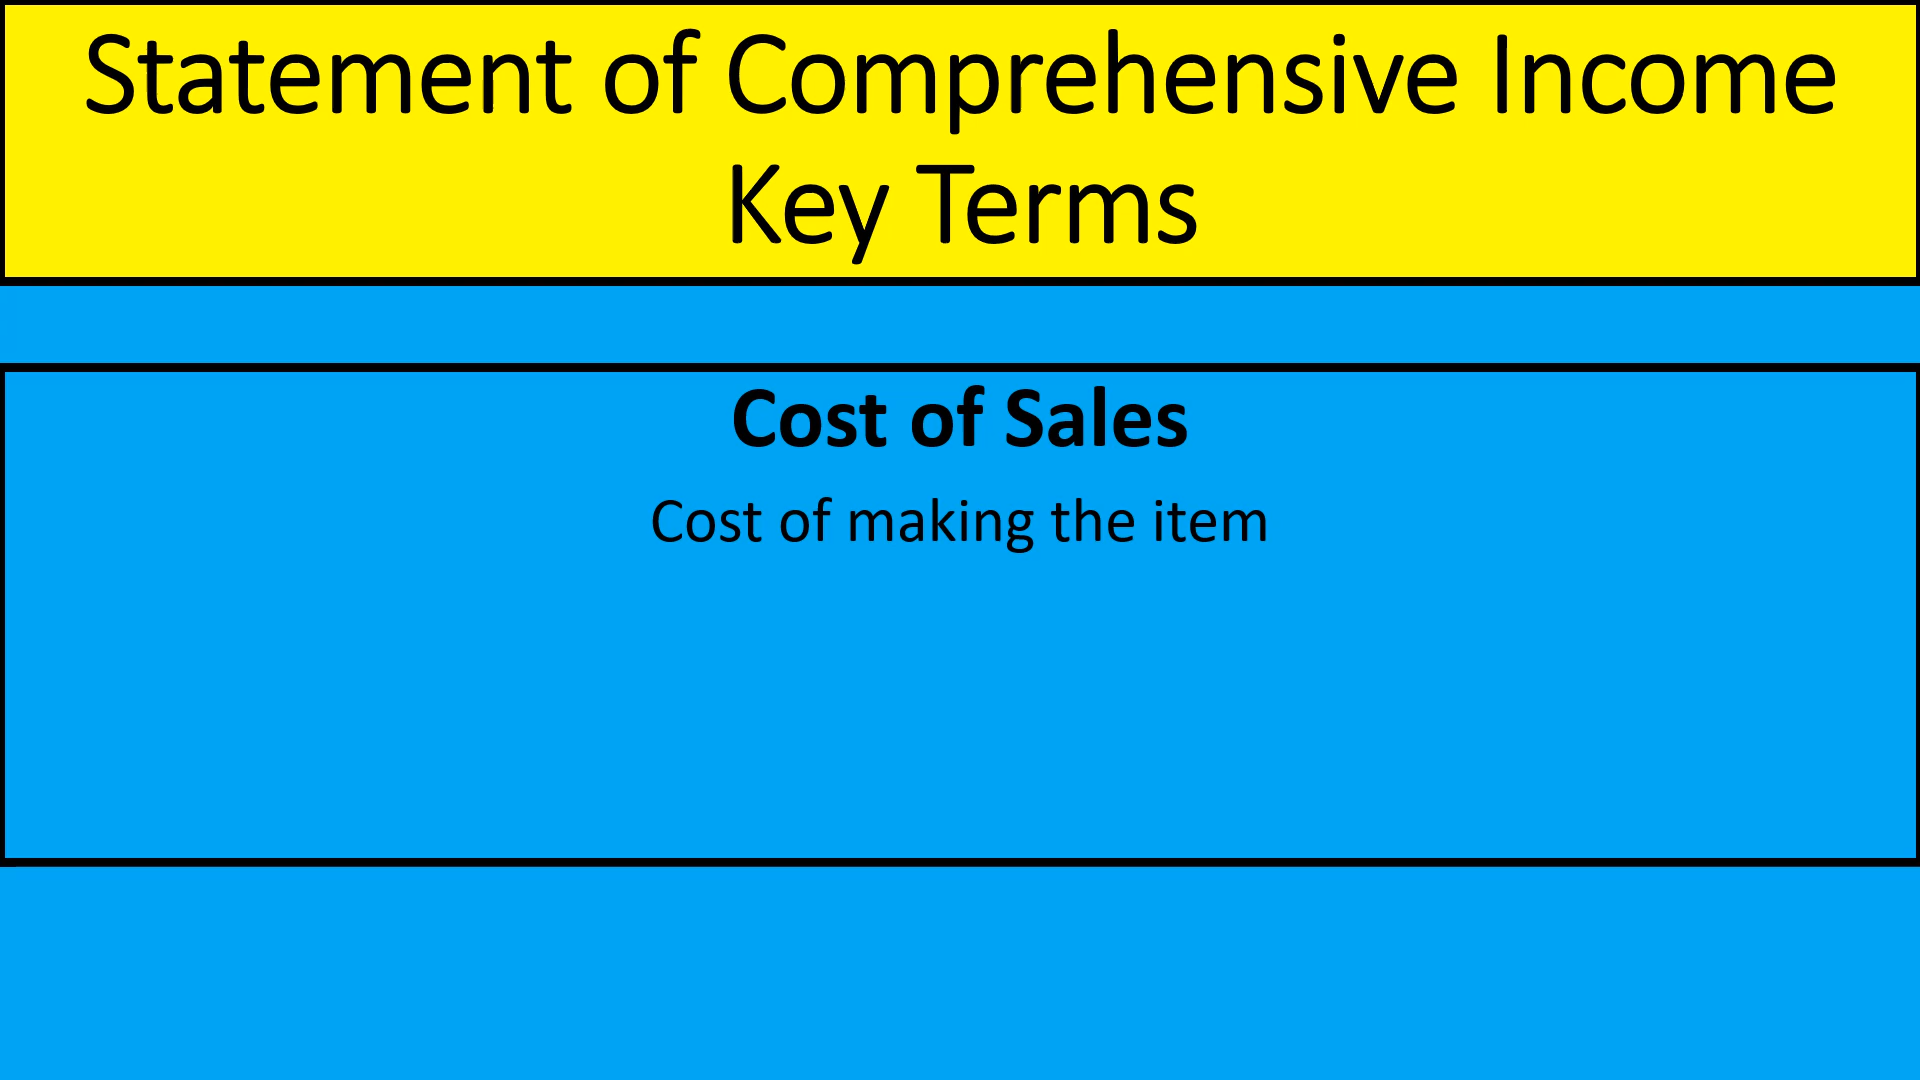 Statement of Comprehensive Income
Key Terms
Cost of Sales
Cost of making the item